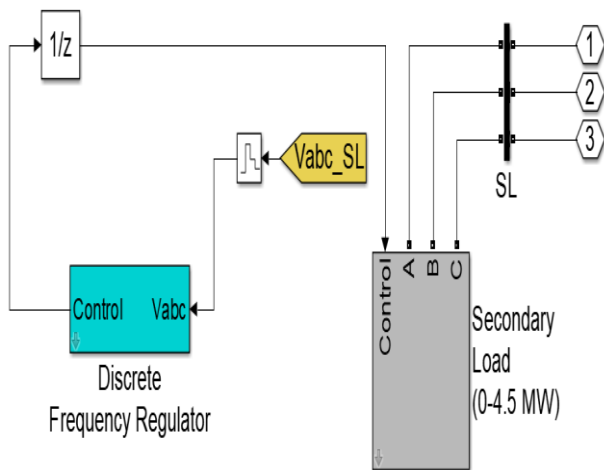 1/z
1
2
3
Vabc_SL
SL
Control
A
B
C
Control Vabc
Discrete
Frequency Regulator
Secondary
Load
(0-4.5 MW)